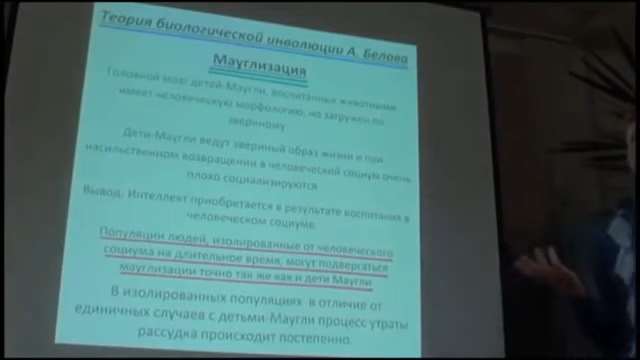 Теория биологической инволюции А. Белова
Мауглизация
Головной мозг детей-Маугли, воспитанных животными,
имеет человеческую морфологию, но загружен по
звериному
Дети-Маугли ведут звериный образ жизни и при
насильственном возвращении в человеческий социум очень
плохо социализируются
Вывод: Интеллект приобретается в результате воспитания в
человеческом социуме
Популяции людей, изолированные от человеческого
социума на длительное время, могут подвергаться
мауглизации точно так же как и дети Маугли
В изолированных популяциях в отличие от
единичных случаев с детьми-Маугли процесс утраты
рассудка происходит постепенно